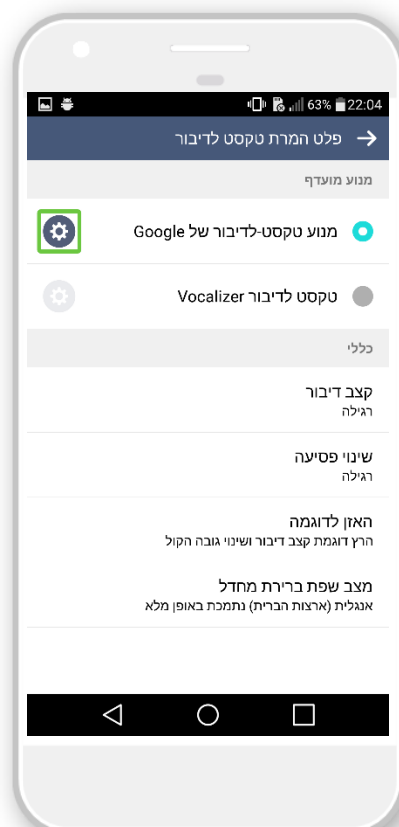 63% 22:04
פלט המרת טקסט לדיבור
מנוע מועדף
מנוע טקסט-לדיבור של Google
טקסט לדיבור Vocalizer
כללי
קצב דיבור
רגילה
שינוי פסיעה
רגילה
האזן לדוגמה
הרץ דוגמת קצב דיבור ושינוי גובה הקול
מצב שפת ברירת מחדל
אנגלית (ארצות הברית) נתמכת באופן מלא